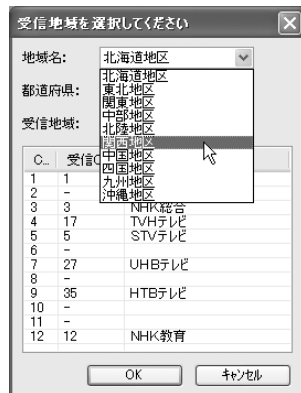 受信地域を選択してください
地域名: 北海道地区
北海道地区
東北地区
都道府県:
関東地区
中部地区
受信地域:
北陸地区
関西地区
C... 受信C
中国地区
四国地区
九州地区
沖縄地区
1 1
2 -
3 3 NHK総合
4 17 TVHテレビ
5 5 STVテレビ
6 -
7 27 UHBテレビ
8 -
9 35 HTBテレビ
10 -
11 -
12 12 NHK教育
OK キャンセル